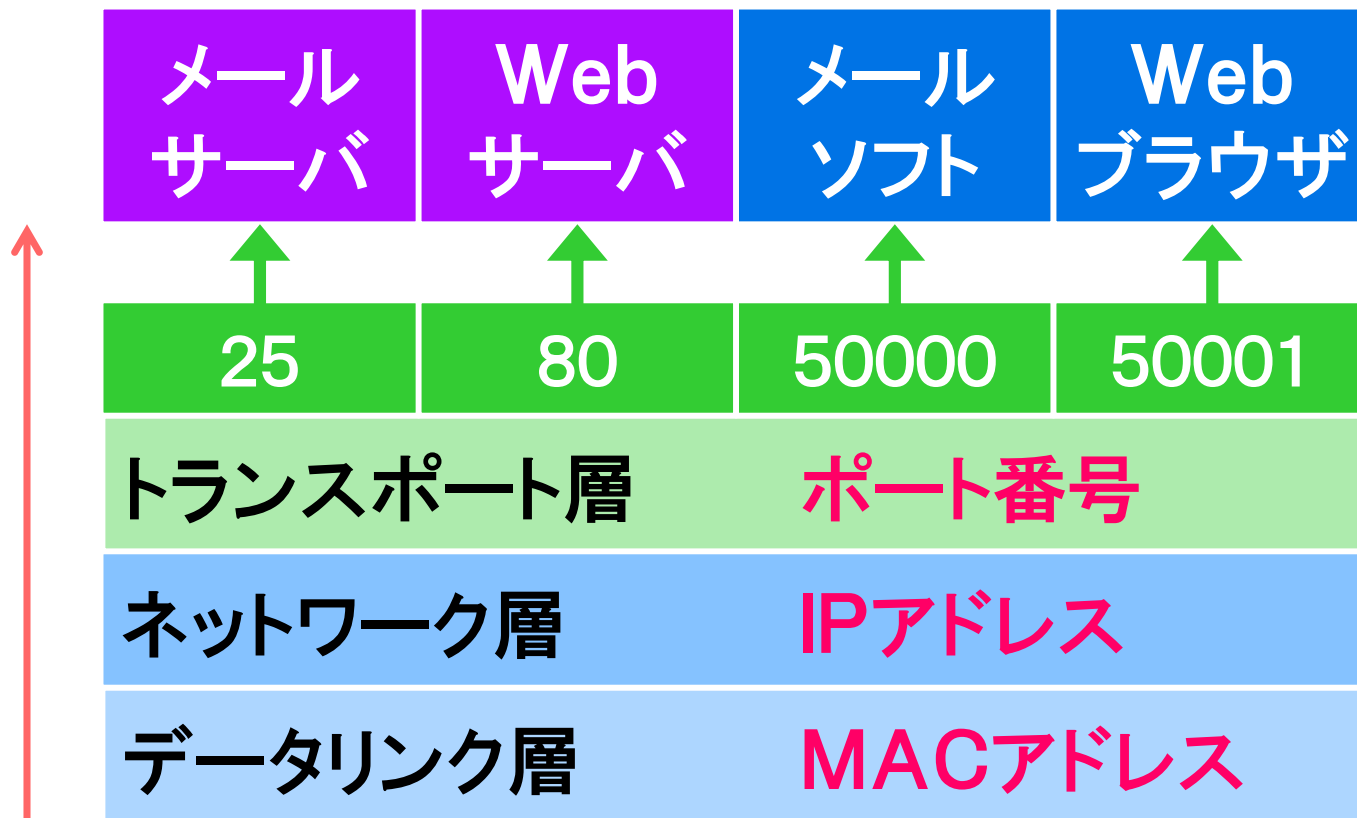 メール
サーバ
Web
サーバ
メール
ソフト
Web
ブラウザ
25
80
50000
50001
トランスポート層 ポート番号
ネットワーク層 IPアドレス
データリンク層 MACアドレス